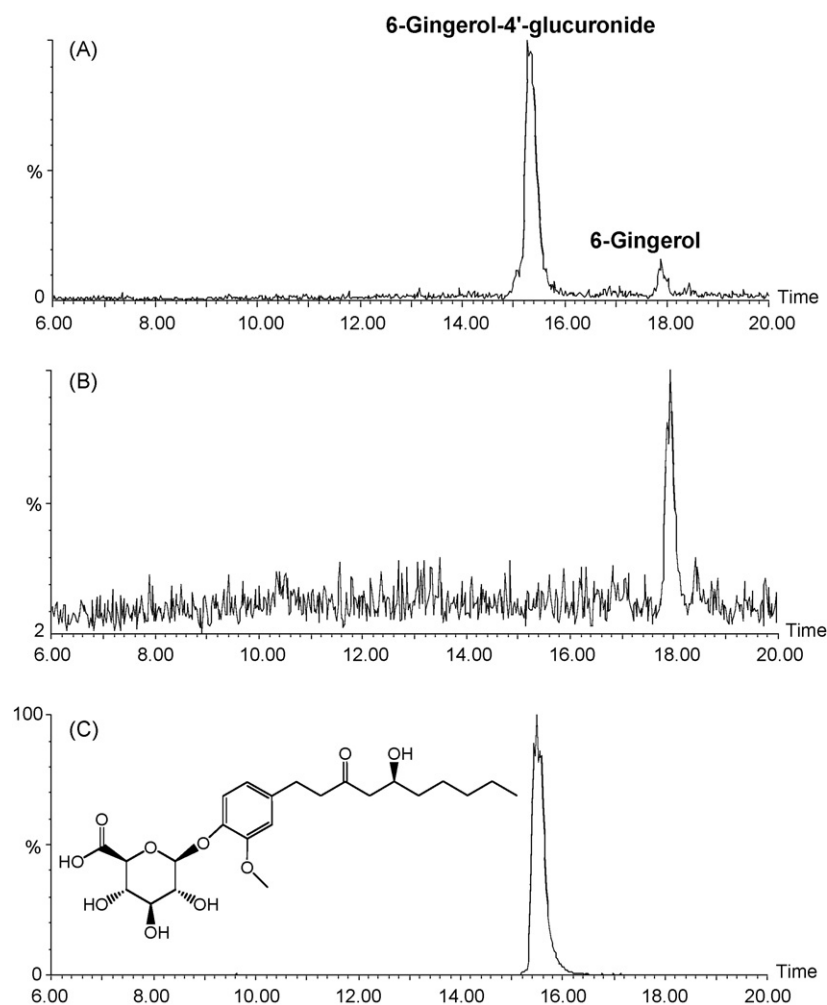 6-Gingerol-4'-glucuronide
(A)
%
6-Gingerol
0
Time
6.00 8.00 10.00 12.00 14.00 16.00 18.00 20.00
(B)
%
2
Time
6.00 8.00 10.00 12.00 14.00 16.00 18.00 20.00
100
(C)
O OH
O
HO O O
%
O
HO OH
OH
0
Time
6.00 8.00 10.00 12.00 14.00 16.00 18.00 20.00